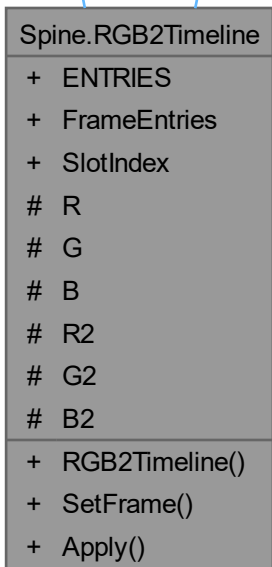 Spine.RGB2Timeline
+ ENTRIES
+ FrameEntries
+ SlotIndex
# R
# G
# B
# R2
# G2
# B2
+ RGB2Timeline()
+ SetFrame()
+ Apply()